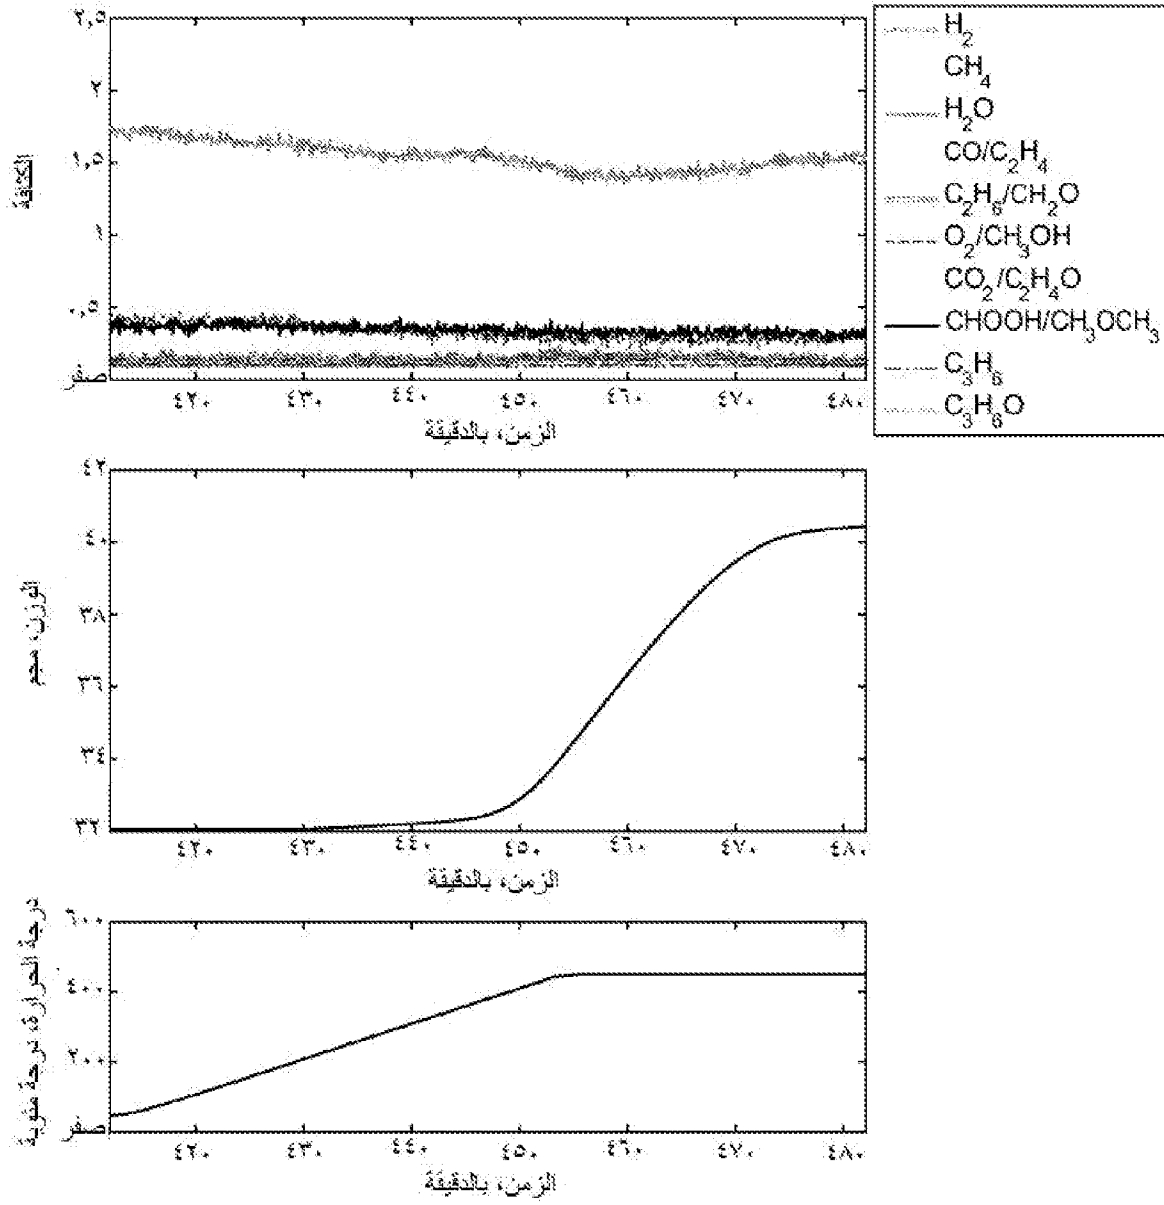 ٢,٥
٢
١,٥
١
٠,٥
صفر
الكثافة
٤٢٠ ٤٣٠ ٤٤٠ ٤٥٠ ٤٦٠ ٤٧٠ ٤٨٠
الزمن، بالدقيقة
H₂
CH₄
H₂O
CO/C₂H₄
C₂H₆/CH₂O
O₂/CH₃OH
CO₂/C₂H₄O
CHOOH/CH₃OCH₃
C₃H₆
C₃H₆O
٤٢
٤٠
٣٨
٣٦
٣٤
٣٢
الوزن، مجم
٤٢٠ ٤٣٠ ٤٤٠ ٤٥٠ ٤٦٠ ٤٧٠ ٤٨٠
الزمن، بالدقيقة
٦٠٠
٤٠٠
٢٠٠
صفر
درجة الحرارة، درجة مئوية
٤٢٠ ٤٣٠ ٤٤٠ ٤٥٠ ٤٦٠ ٤٧٠ ٤٨٠
الزمن، بالدقيقة